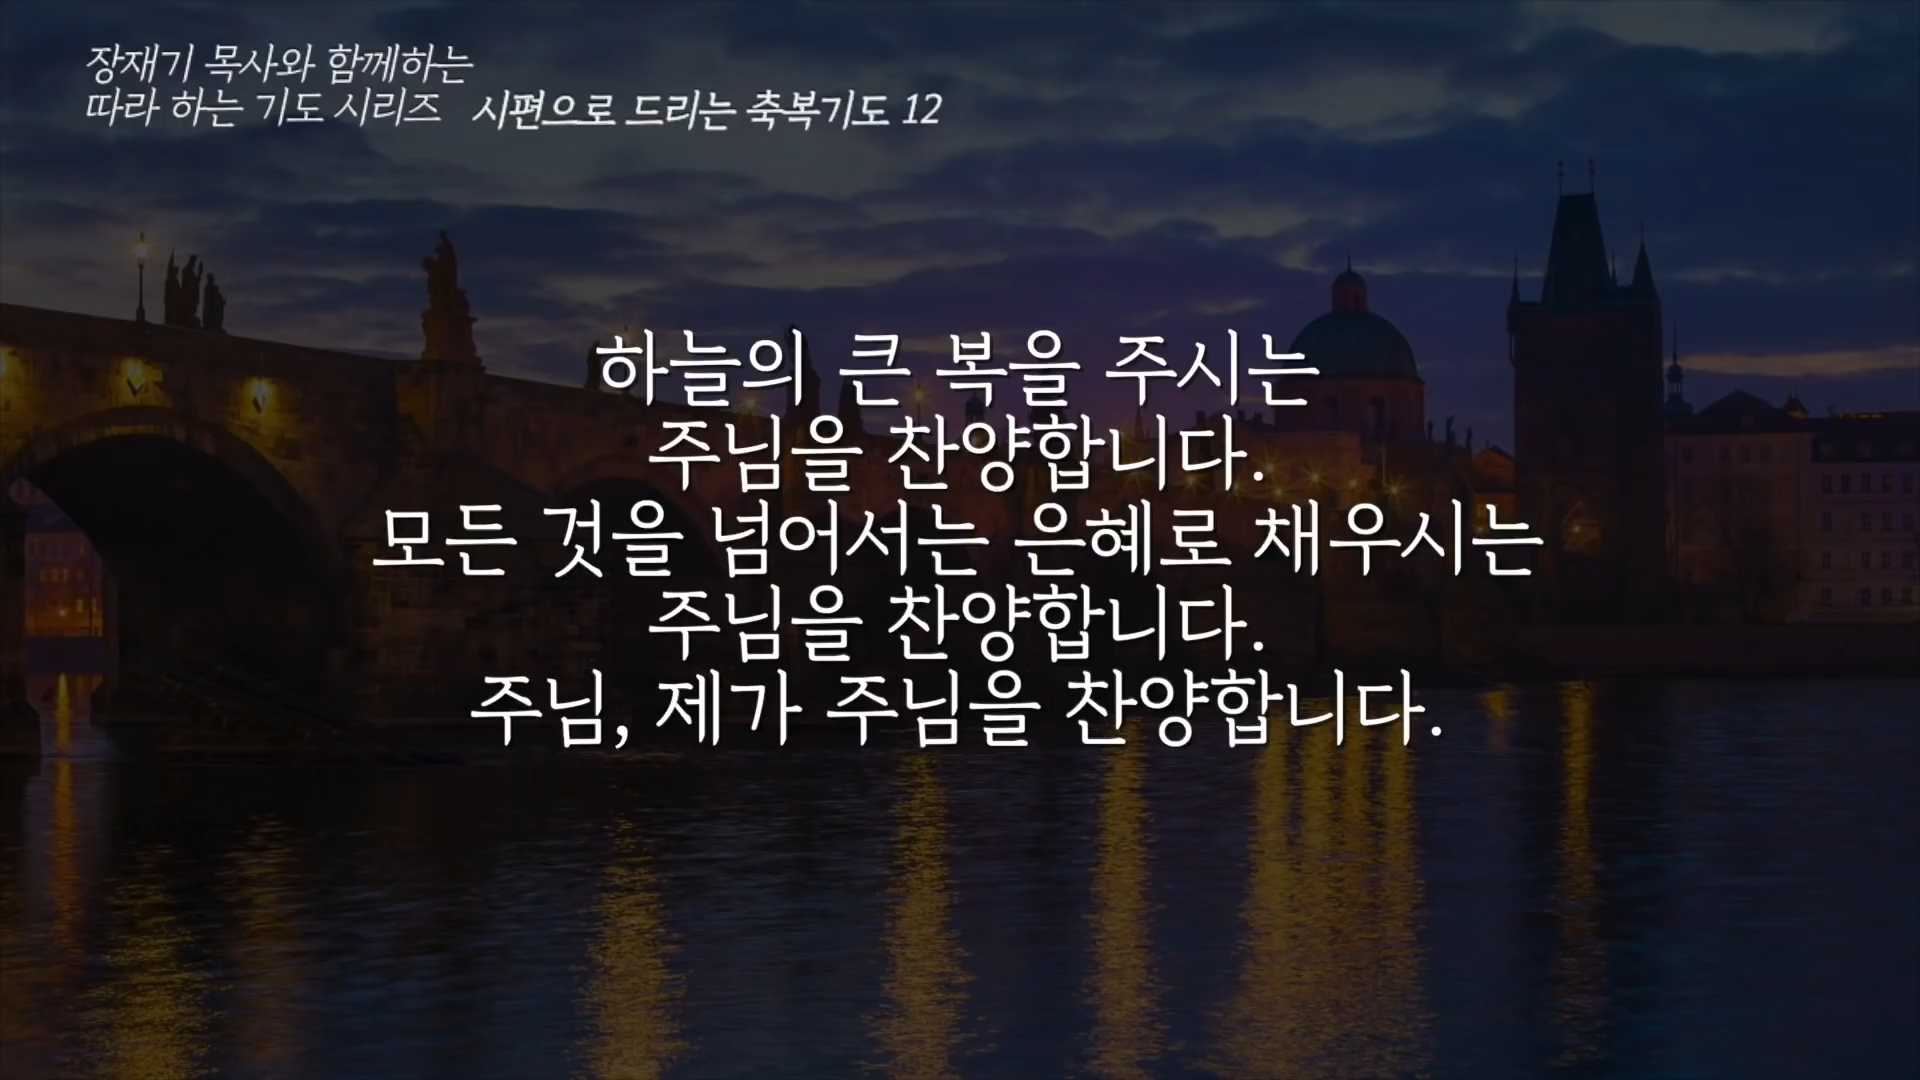 장재기 목사와 함께하는
따라 하는 기도 시리즈 시편으로 드리는 축복기도 12
하늘의 큰 복을 주시는
주님을 찬양합니다.
모든 것을 넘어서는 은혜로 채우시는
주님을 찬양합니다.
주님, 제가 주님을 찬양합니다.